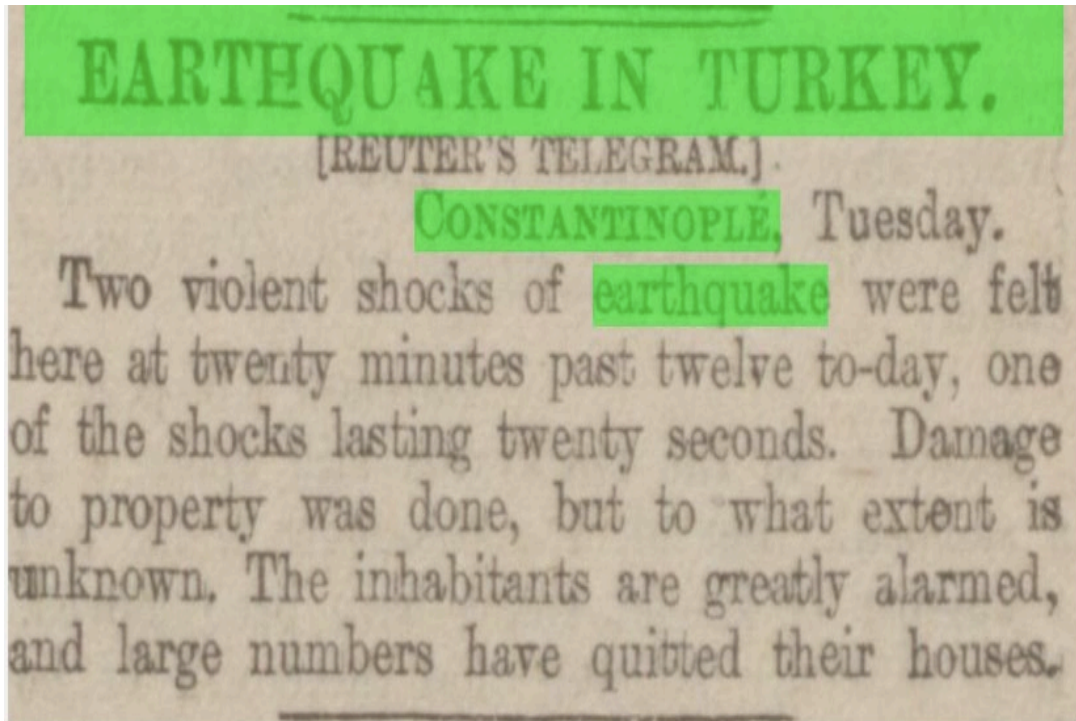 EARTHQUAKE IN TURKEY.
[REUTER'S TELEGRAM.]
CONSTANTINOPLE, Tuesday.
Two violent shocks of earthquake were felt
here at twenty minutes past twelve to-day, one
of the shocks lasting twenty seconds. Damage
to property was done, but to what extent is
unknown. The inhabitants are greatly alarmed,
and large numbers have quitted their houses.